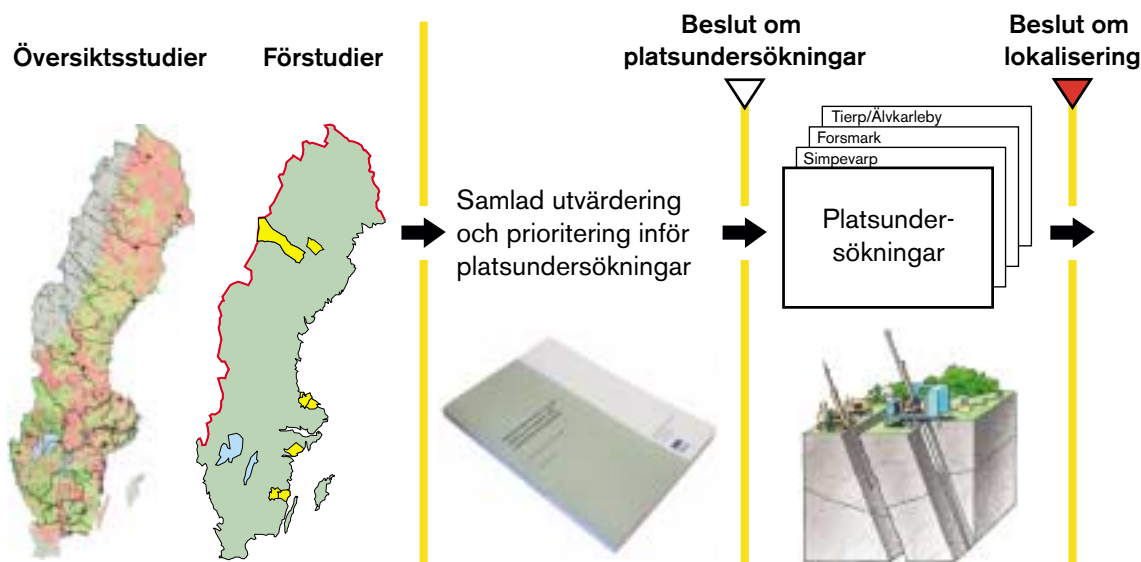 Översiktsstudier
Förstudier
Beslut om
platsundersökningar
Beslut om
lokalisering
Samlad utvärdering
och prioritering inför
platsundersökningar
Tierp/Älvkarleby
Forsmark
Simpevarp
Platsunder-
sökningar